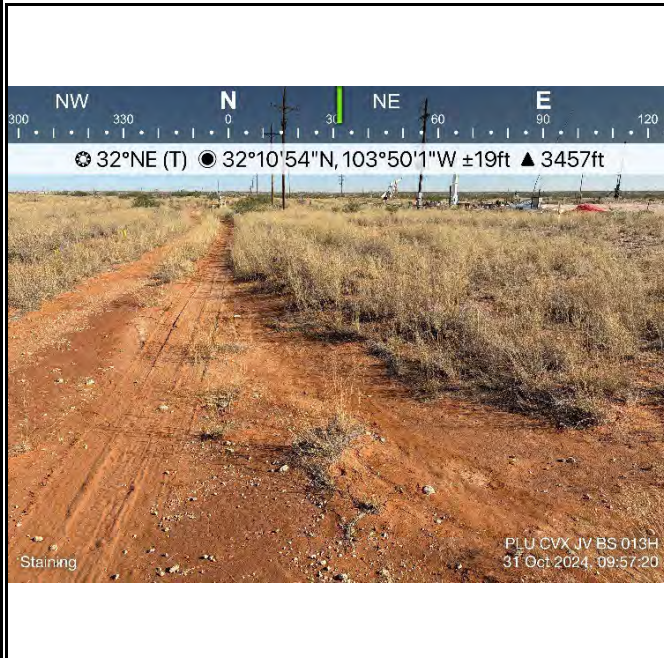 NW N NE E
300 330 0 30 60 90 120
32°NE (T) 32°10'54"N, 103°50'1"W ±19ft ▲ 3457ft
PLU CVX JV BS 013H
Staining 31 Oct 2024, 09:57:20